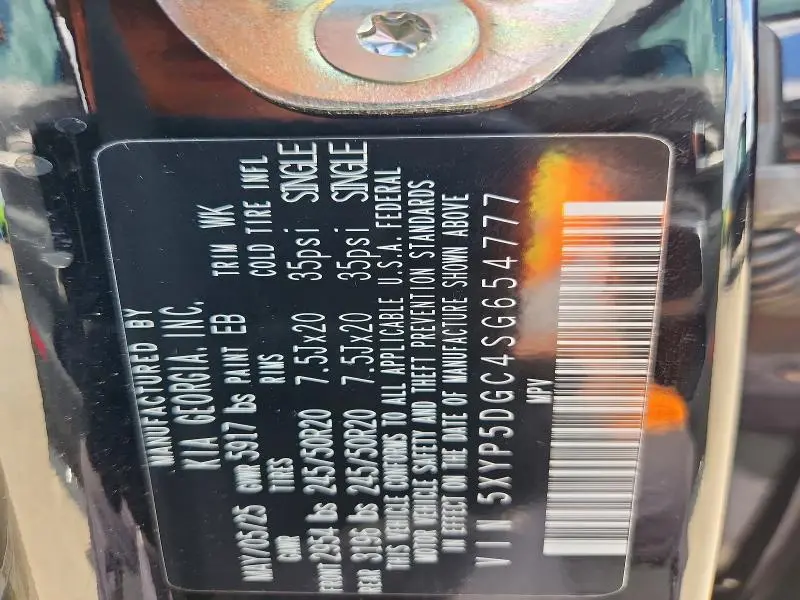 MANUFACTURED BY
KIA GEORGIA, INC.
MAY/05/25 GVWR 5917 lbs PAINT EB TRIM WK
GAWR TIRES RIMS COLD TIRE INFL
FRONT 2954 lbs 245/50R20 7.5Jx20 35psi SINGLE
REAR 3196 lbs 245/50R20 7.5Jx20 35psi SINGLE
THIS VEHICLE CONFORMS TO ALL APPLICABLE U.S.A. FEDERAL
MOTOR VEHICLE SAFETY AND THEFT PREVENTION STANDARDS
IN EFFECT ON THE DATE OF MANUFACTURE SHOWN ABOVE
VIN 5XYP5DGC4SG654777
MPV